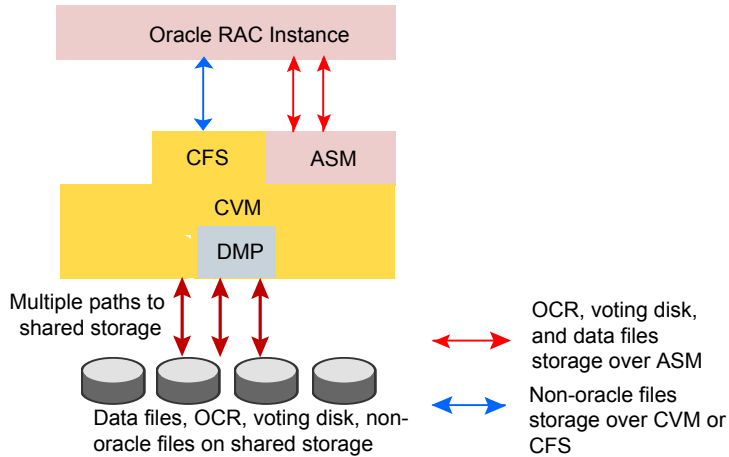 Oracle RAC Instance
CFS
ASM
CVM
DMP
Multiple paths to
shared storage
Data files, OCR, voting disk, non-
oracle files on shared storage
OCR, voting disk,
and data files
storage over ASM
Non-oracle files
storage over CVM or
CFS